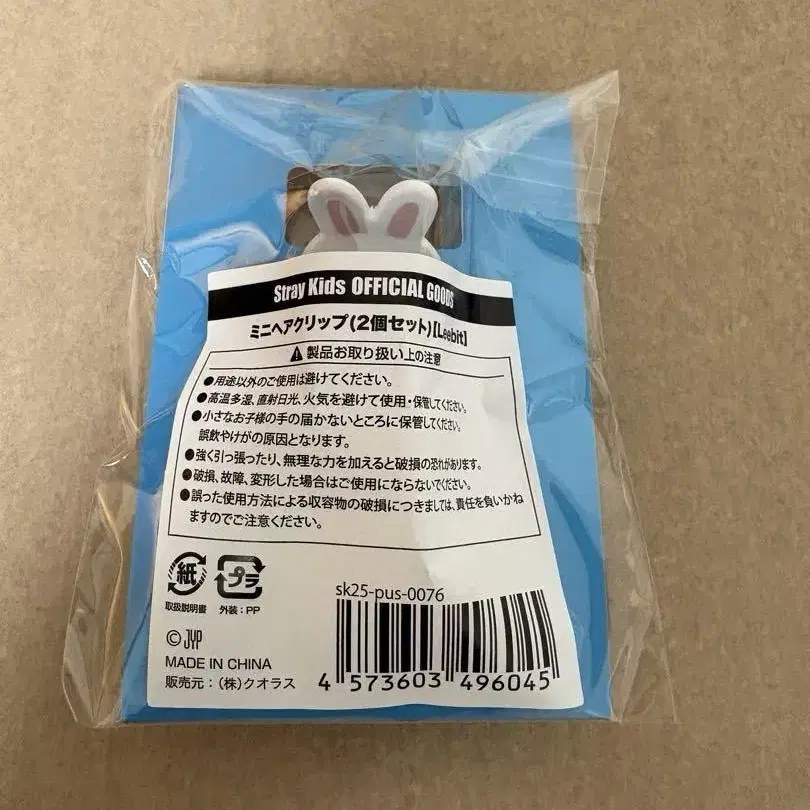 Stray Kids OFFICIAL GOODS
ミニヘアクリップ(2個セット)【Leebit】
⚠製品お取り扱い上の注意
●用途以外のご使用は避けてください。
●高温多湿、直射日光、火気を避けて使用・保管してください。
●小さなお子様の手の届かないところに保管してください。
誤飲やけがの原因となります。
●強く引っ張ったり、無理な力を加えると破損の恐れがあります。
●破損、故障、変形した場合はご使用にならないでください。
●誤った使用方法による収容物の破損につきましては、責任を負いかね
ますのでご注意ください。
紙
取扱説明書
プラ
外装:PP
sk25-pus-0076
©JYP
MADE IN CHINA
販売元:(株)クオラス
4 573603 496045